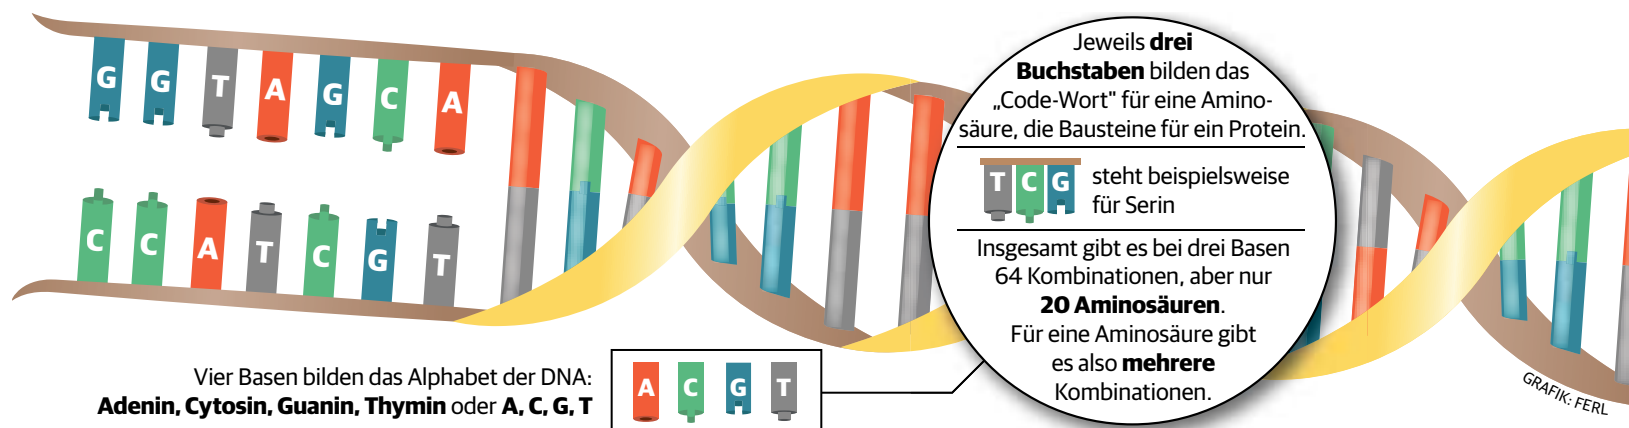 G G T A G C A
C C A T C G T
Jeweils drei
Buchstaben bilden das
„Code-Wort" für eine Amino-
säure, die Bausteine für ein Protein.
T C G
steht beispielsweise
für Serin
Insgesamt gibt es bei drei Basen
64 Kombinationen, aber nur
20 Aminosäuren.
Für eine Aminosäure gibt
es also mehrere
Kombinationen.
Vier Basen bilden das Alphabet der DNA:
Adenin, Cytosin, Guanin, Thymin oder A, C, G, T
A C G T
GRAFIK: FERL